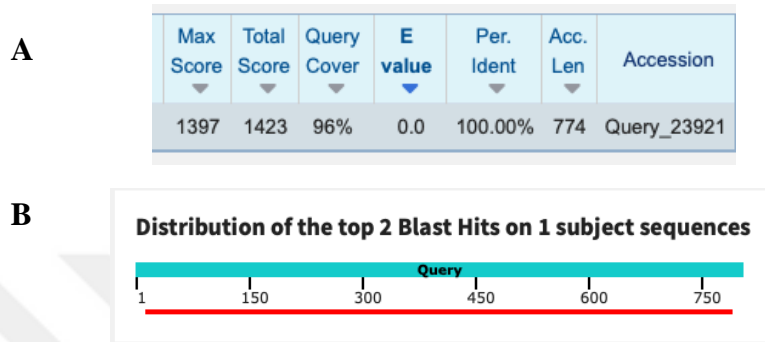 A
Max Total Query E Per. Acc. Accession
Score Score Cover value Ident Len
1397 1423 96% 0.0 100.00% 774 Query_23921
B
Distribution of the top 2 Blast Hits on 1 subject sequences
Query
1 150 300 450 600 750